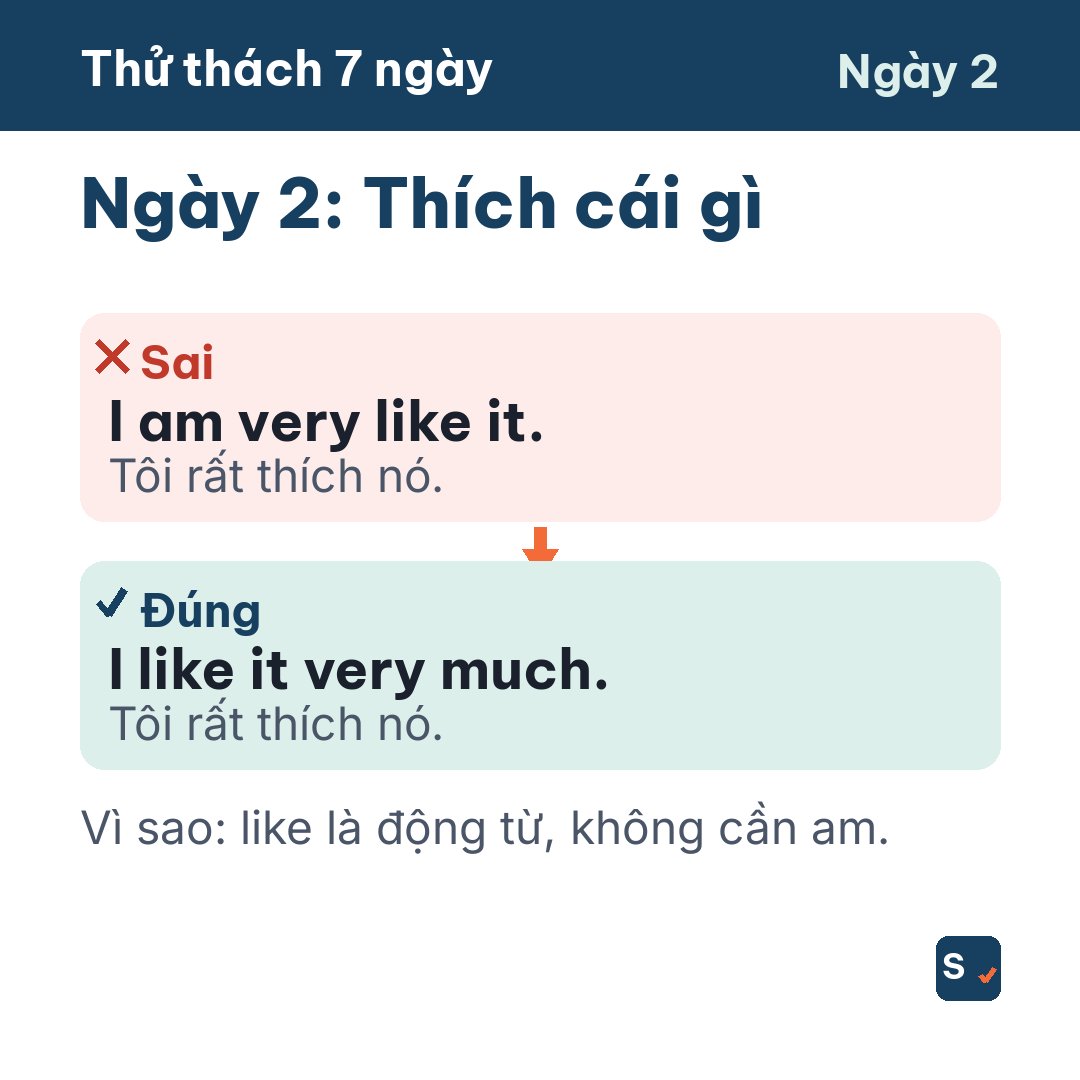 Thử thách 7 ngày
Ngày 2
Ngày 2: Thích cái gì
Sai
I am very like it.
Tôi rất thích nó.
Đúng
I like it very much.
Tôi rất thích nó.
Vì sao: like là động từ, không cần am.
S